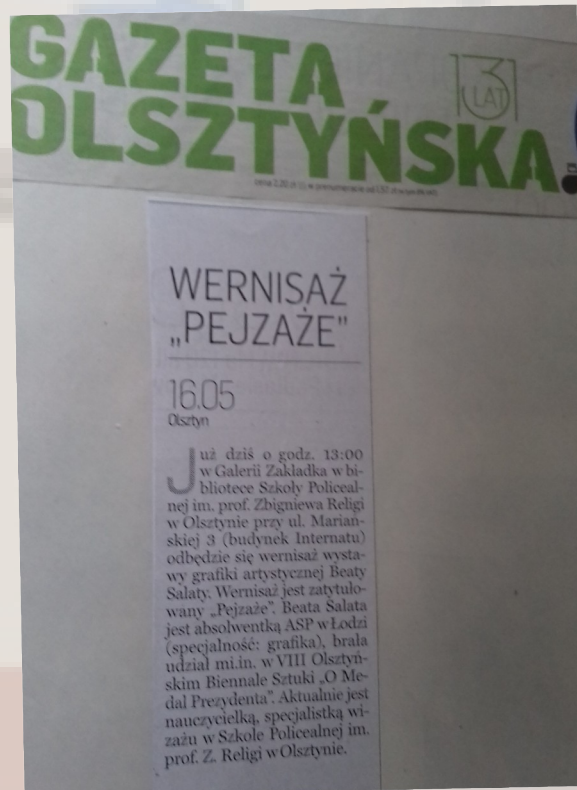 GAZETA
OLSZTYŃSKA
131
LAT
WERNISAŻ
„PEJZAŻE”
16.05
Olsztyn
Już dziś o godz. 13:00
w Galerii Zakładka w bi-
bliotece Szkoły Policeal-
nej im. prof. Zbigniewa Religi
w Olsztynie przy ul. Mariań-
skiej 3 (budynek Internatu)
odbędzie się wernisaż wysta-
wy grafiki artystycznej Beaty
Sałaty. Wernisaż jest zatytuło-
wany „Pejzaże”. Beata Sałata
jest absolwentką ASP w Łodzi
(specjalność: grafika), brała
udział mi.in. w VIII Olsztyń-
skim Biennale Sztuki „O Me-
dal Prezydenta”. Aktualnie jest
nauczycielką, specjalistką wi-
zażu w Szkole Policealnej im.
prof. Z. Religi w Olsztynie.